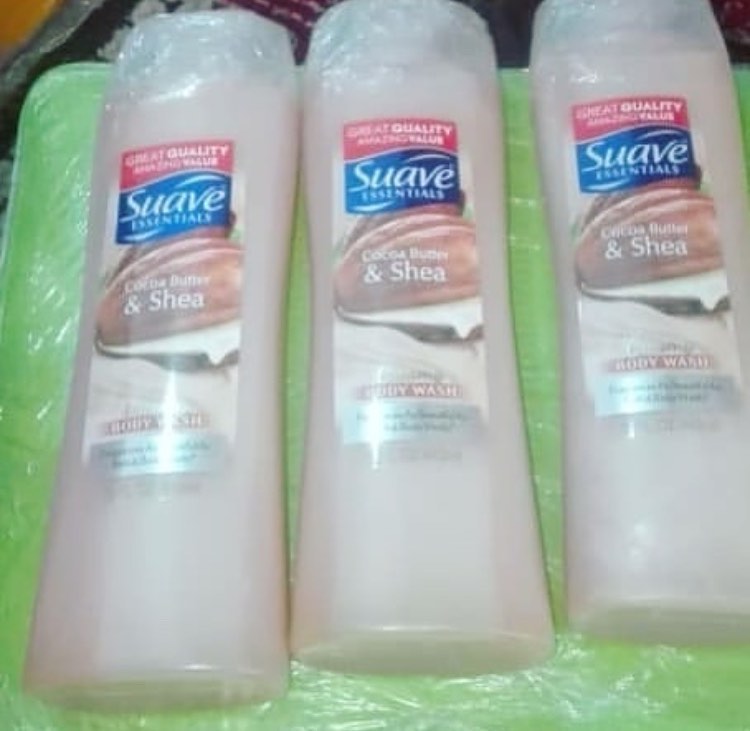 GREAT QUALITY
AMAZING VALUE
Suave
ESSENTIALS
Cocoa Butter
& Shea
BODY WASH
GREAT QUALITY
AMAZING VALUE
Suave
ESSENTIALS
Cocoa Butter
& Shea
BODY WASH
GREAT QUALITY
AMAZING VALUE
Suave
ESSENTIALS
Cocoa Butter
& Shea
BODY WASH